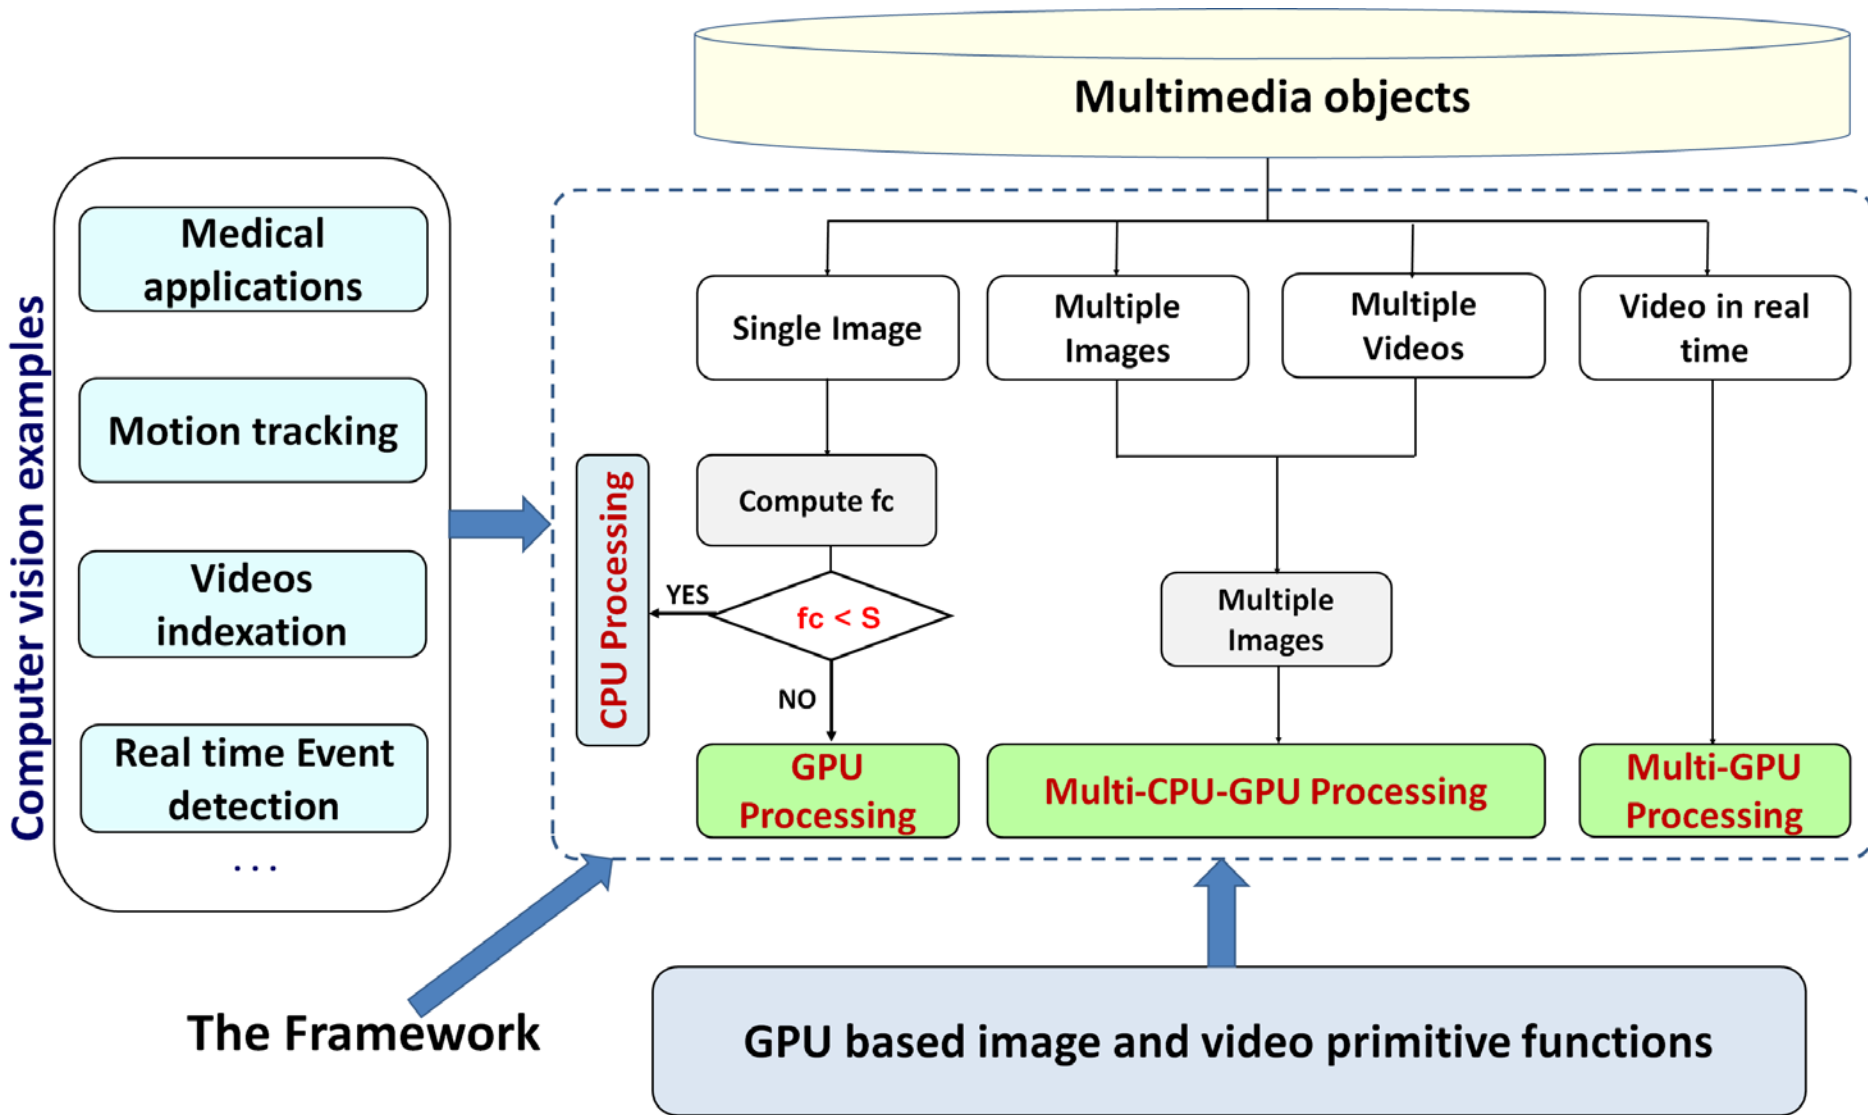 Multimedia objects
Computer vision examples
Medical
applications
Motion tracking
Videos
indexation
Real time Event
detection
...
Single Image
Multiple
Images
Multiple
Videos
Video in real
time
Compute fc
CPU Processing
YES
fc < S
NO
Multiple
Images
GPU
Processing
Multi-CPU-GPU Processing
Multi-GPU
Processing
The Framework
GPU based image and video primitive functions